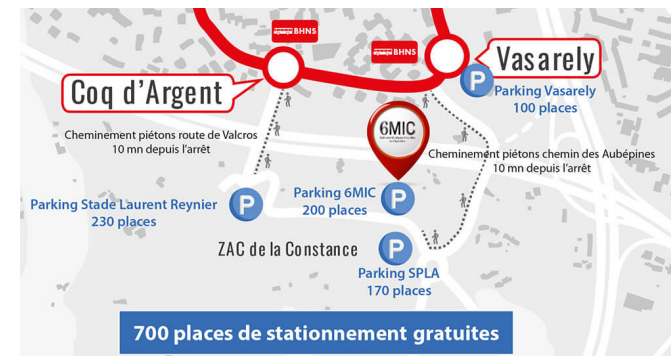 BHNS
BHNS
Vasarely
Coq d'Argent
Parking Vasarely
100 places
6MIC
Cheminement piétons route de Valcros
10 mn depuis l'arrêt
Cheminement piétons chemin des Aubépines
10 mn depuis l'arrêt
P
P
P
P
Parking Stade Laurent Reynier
230 places
Parking 6MIC
200 places
ZAC de la Constance
Parking SPLA
170 places
700 places de stationnement gratuites